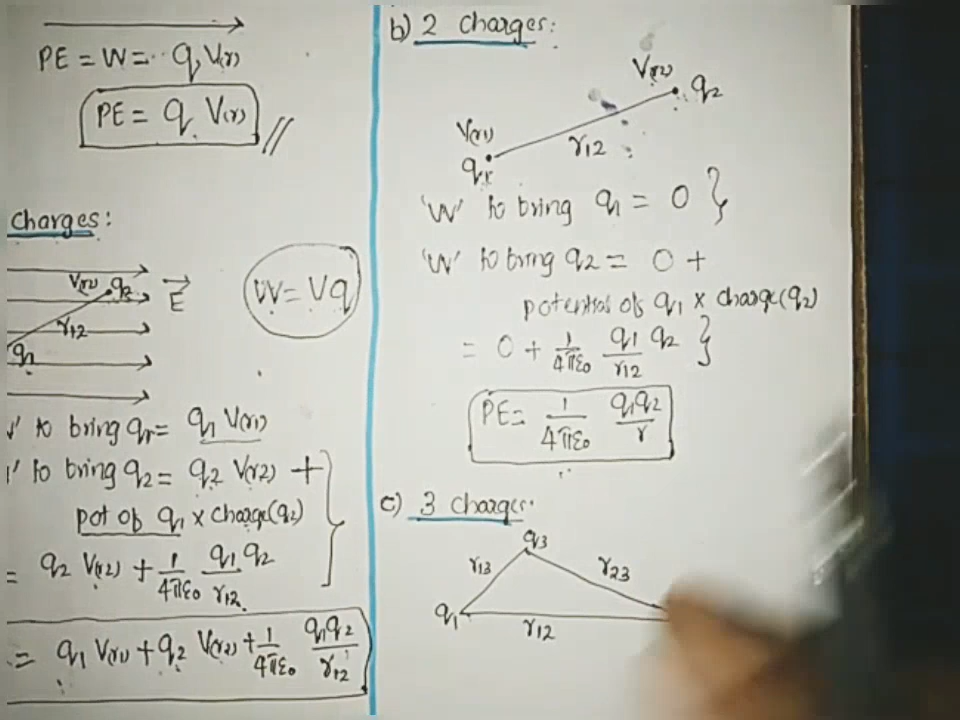 PE = W = q V(r)
PE = q V(r) //
Charges:
V(r2) q2
E
r12
q1
W = Vq
to bring q1 = q1 V(r1)
to bring q2 = q2 V(r2) +
pot of q1 × charge(q2)
= q2 V(r2) + 1/4πε0 q1 q2/r12
= q1 V(r1) + q2 V(r2) + 1/4πε0 q1q2/r12
b) 2 charges:
V(r2)
q2
V(r1)
q1
r12
'W' to bring q1 = 0 }
'W' to bring q2 = 0 +
potential of q1 × charge(q2)
= 0 + 1/4πε0 q1 q2/r12 }
PE = 1/4πε0 q1q2/r
c) 3 charges:
q3
r13
r23
q1
r12